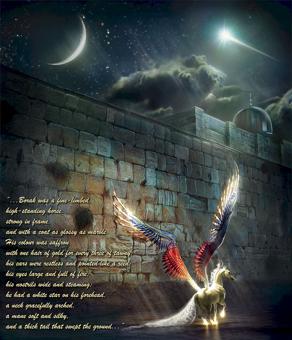 "...Borak was a fine-limbed,
high-standing horse
strong in frame,
and with a coat as glossy as marble.
His colour was saffron
with one hair of gold for every three of tawny
his ears were restless and pointed like a reed
his eyes large and full of fire,
his nostrils wide and steaming,
he had a white star on his forehead,
a neck gracefully arched,
a mane soft and silky,
and a thick tail that swept the ground...